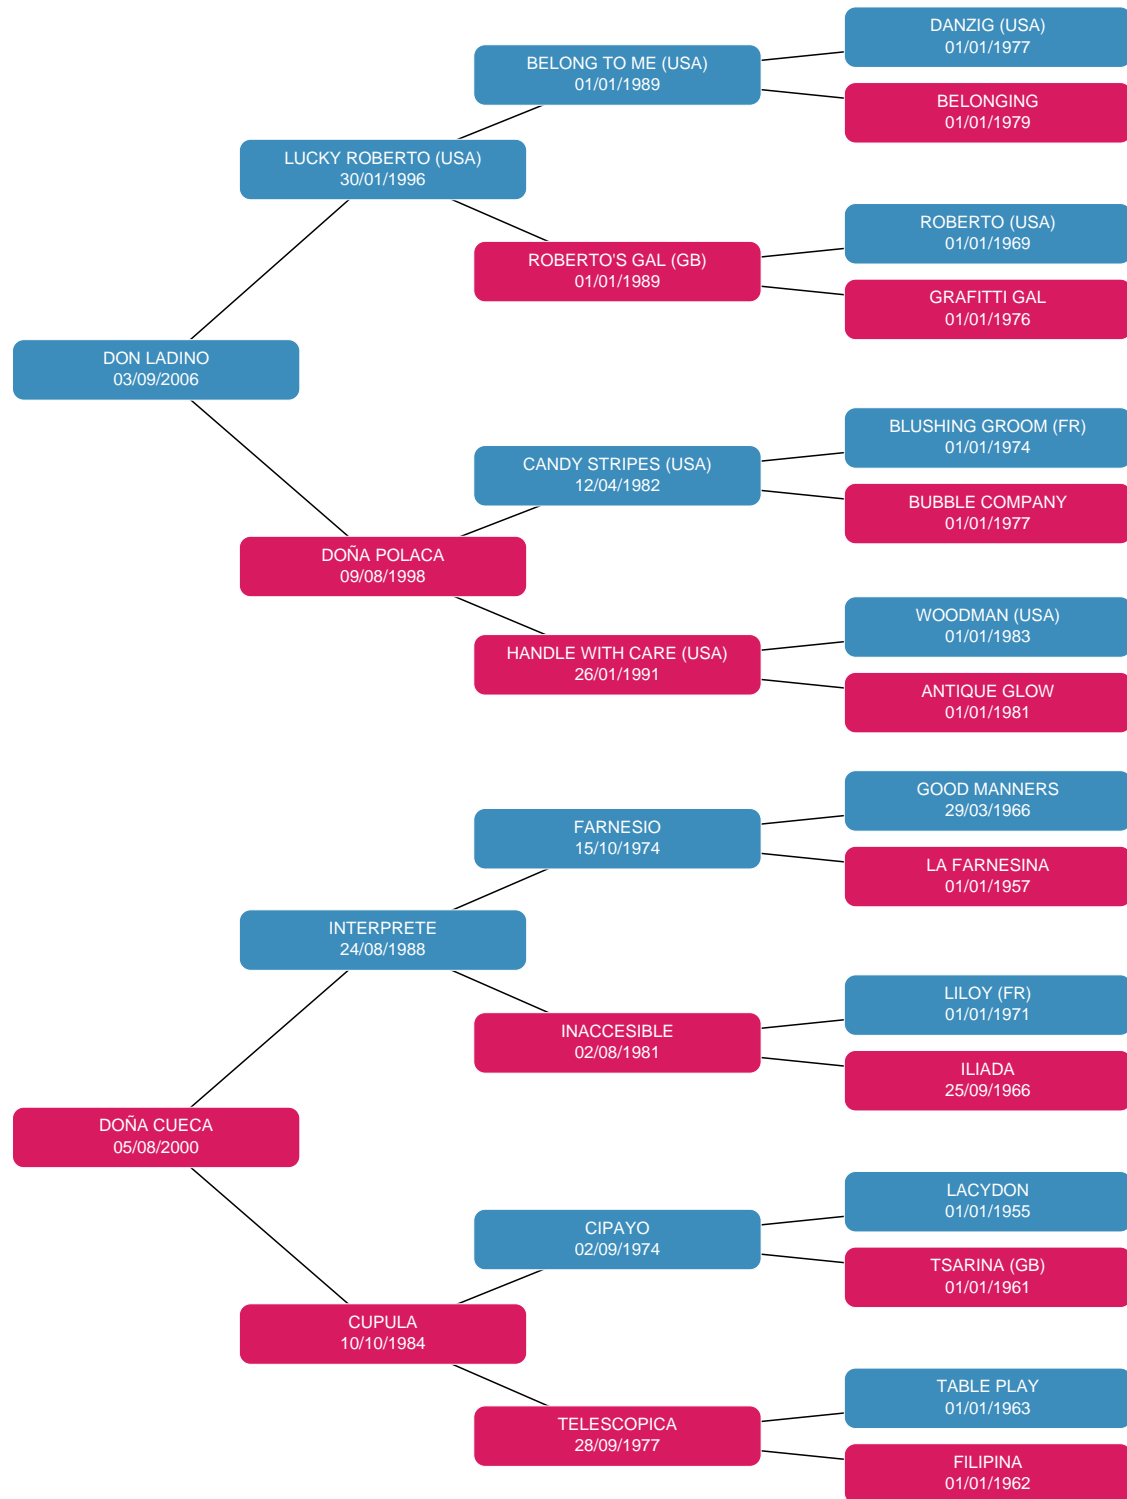 DANZIG (USA)
01/01/1977
BELONG TO ME (USA)
01/01/1989
BELONGING
01/01/1979
LUCKY ROBERTO (USA)
30/01/1996
ROBERTO (USA)
01/01/1969
ROBERTO'S GAL (GB)
01/01/1989
GRAFITTI GAL
01/01/1976
DON LADINO
03/09/2006
BLUSHING GROOM (FR)
01/01/1974
CANDY STRIPES (USA)
12/04/1982
BUBBLE COMPANY
01/01/1977
DOÑA POLACA
09/08/1998
WOODMAN (USA)
01/01/1983
HANDLE WITH CARE (USA)
26/01/1991
ANTIQUE GLOW
01/01/1981
GOOD MANNERS
29/03/1966
FARNESIO
15/10/1974
LA FARNESINA
01/01/1957
INTERPRETE
24/08/1988
LILOY (FR)
01/01/1971
INACCESIBLE
02/08/1981
ILIADA
25/09/1966
DOÑA CUECA
05/08/2000
LACYDON
01/01/1955
CIPAYO
02/09/1974
TSARINA (GB)
01/01/1961
CUPULA
10/10/1984
TABLE PLAY
01/01/1963
TELESCOPICA
28/09/1977
FILIPINA
01/01/1962